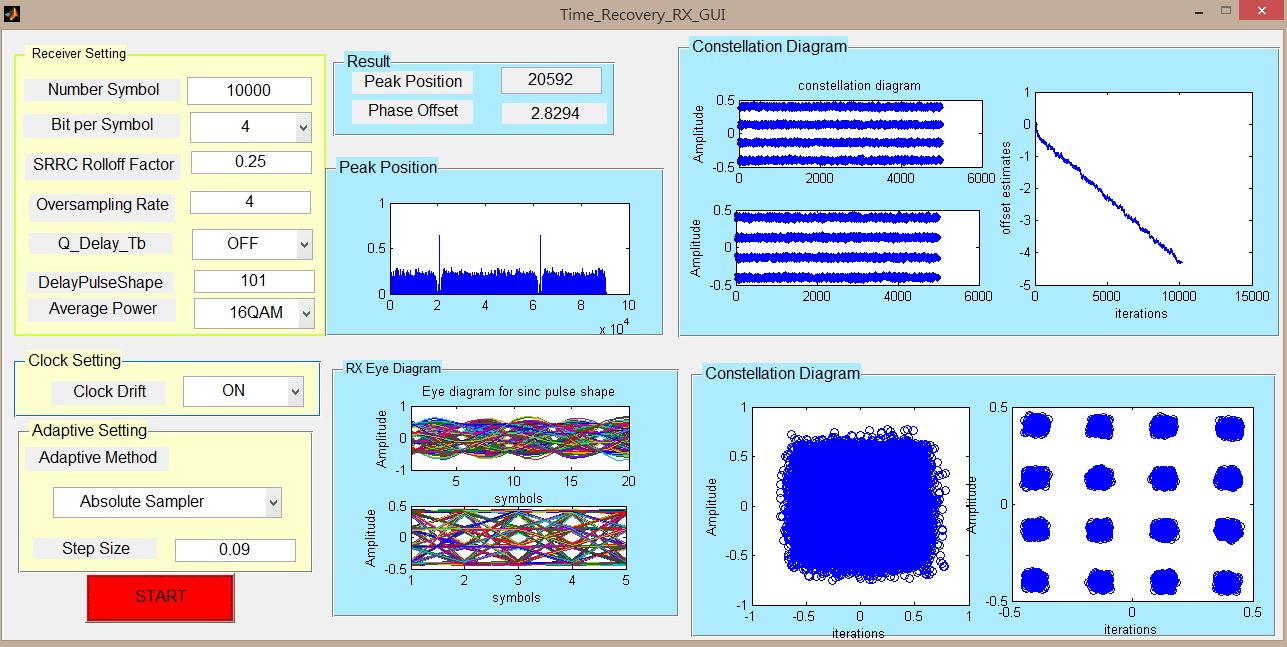 Time_Recovery_RX_GUI
Receiver Setting
Number Symbol 10000
Bit per Symbol 4
SRRC Rolloff Factor 0.25
Oversampling Rate 4
Q_Delay_Tb OFF
DelayPulseShape 101
Average Power 16QAM
Clock Setting
Clock Drift ON
Adaptive Setting
Adaptive Method
Absolute Sampler
Step Size 0.09
START
Result
Peak Position 20592
Phase Offset 2.8294
Peak Position
1
0.5
0
0 2 4 6 8 10
x 10^4
RX Eye Diagram
Eye diagram for sinc pulse shape
Amplitude
1
0
-1
5 10 15 20
symbols
Amplitude
0.5
0
-0.5
1 2 3 4 5
symbols
Constellation Diagram
constellation diagram
Amplitude
0.5
0
-0.5
0 2000 4000 6000
Amplitude
0.5
0
-0.5
0 2000 4000 6000
offset estimates
1
0
-1
-2
-3
-4
-5
0 5000 10000 15000
iterations
Constellation Diagram
Amplitude
1
0.5
0
-0.5
-1
-1 -0.5 0 0.5 1
iterations
Amplitude
0.5
0
-0.5
-0.5 0 0.5
iterations